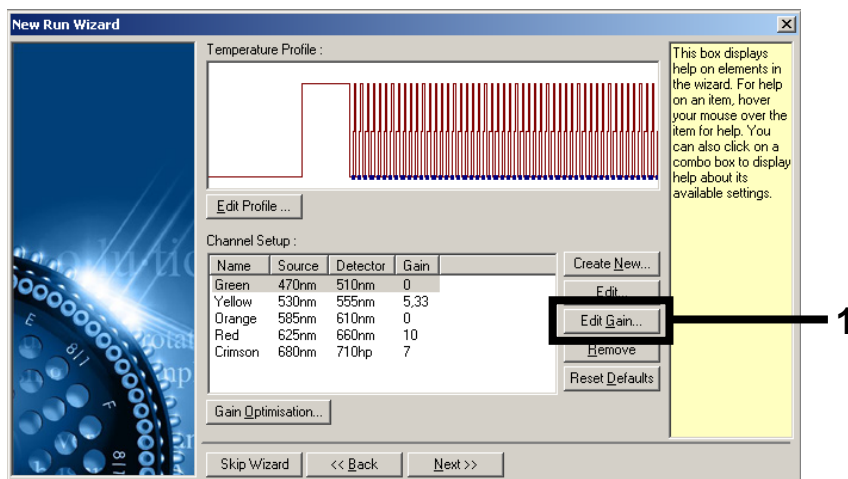 New Run Wizard
Temperature Profile :
This box displays
help on elements in
the wizard. For help
on an item, hover
your mouse over the
item for help. You
can also click on a
combo box to display
help about its
available settings.
Edit Profile ...
Channel Setup :
Name Source Detector Gain
Green 470nm 510nm 0
Yellow 530nm 555nm 5,33
Orange 585nm 610nm 0
Red 625nm 660nm 10
Crimson 680nm 710hp 7
Create New...
Edit...
Edit Gain...
1
Remove
Reset Defaults
Gain Optimisation...
Skip Wizard << Back Next >>